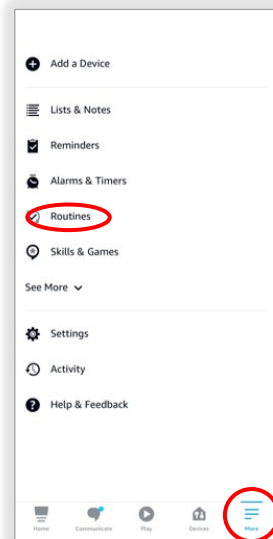 Add a Device
Lists & Notes
Reminders
Alarms & Timers
Routines
Skills & Games
See More
Settings
Activity
Help & Feedback
Home Communicate Play Devices More